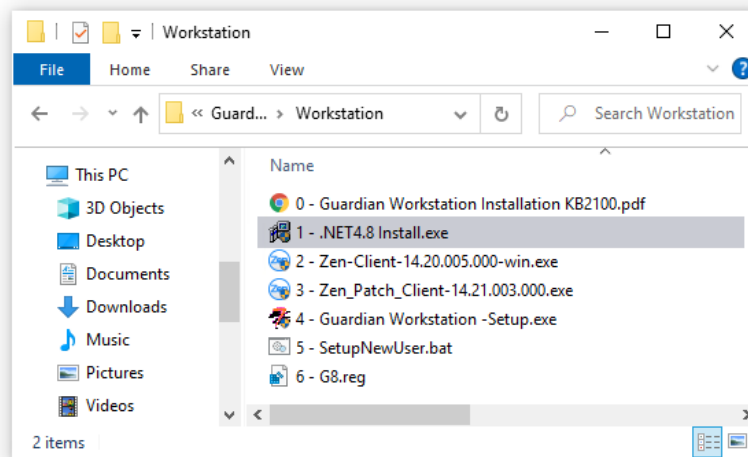 Workstation
File Home Share View
« Guard... > Workstation Search Workstation
This PC
3D Objects
Desktop
Documents
Downloads
Music
Pictures
Videos
Name
0 - Guardian Workstation Installation KB2100.pdf
1 - .NET4.8 Install.exe
2 - Zen-Client-14.20.005.000-win.exe
3 - Zen_Patch_Client-14.21.003.000.exe
4 - Guardian Workstation -Setup.exe
5 - SetupNewUser.bat
6 - G8.reg
2 items